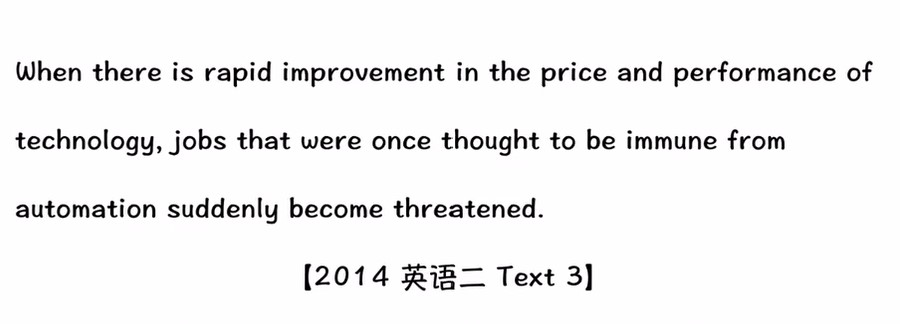 When there is rapid improvement in the price and performance of
technology, jobs that were once thought to be immune from
automation suddenly become threatened.
【2014 英语二 Text 3】